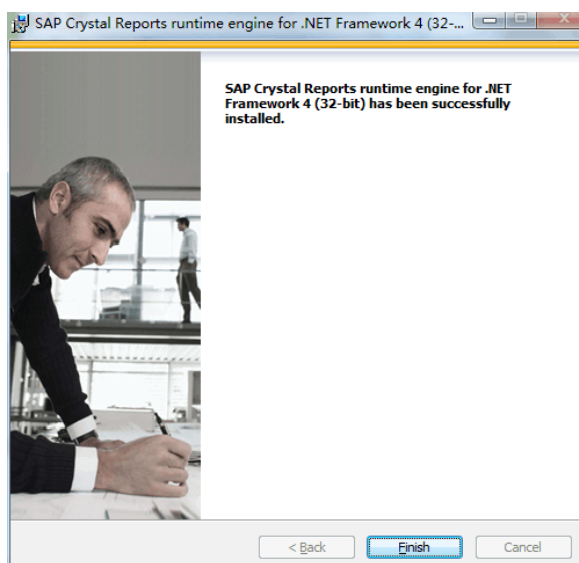 SAP Crystal Reports runtime engine for .NET Framework 4 (32-...
SAP Crystal Reports runtime engine for .NET
Framework 4 (32-bit) has been successfully
installed.
< Back Finish Cancel